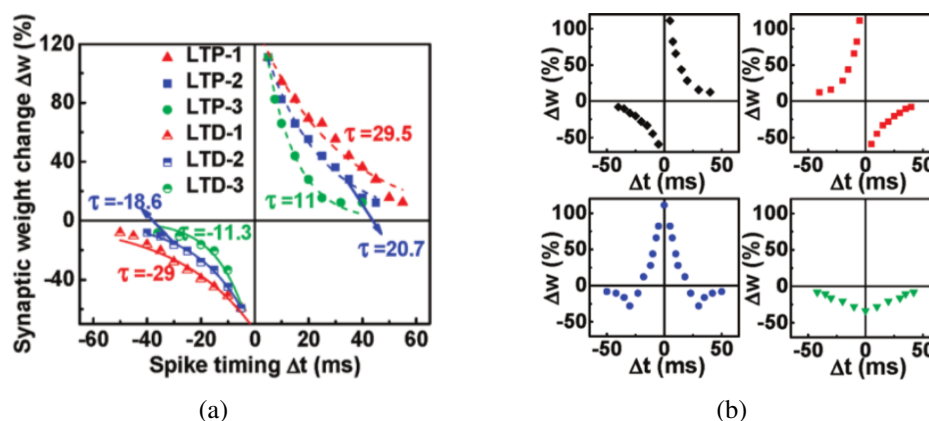 Synaptic weight change Δw (%)
120
80
40
0
-40
-60 -40 -20 0 20 40 60
Spike timing Δt (ms)
LTP-1
LTP-2
LTP-3
LTD-1
LTD-2
LTD-3
τ=29.5
τ=11
20.7
τ=-18.6
τ=-11.3
τ=-29
(a)
Δw (%)
100
50
0
-50
-50 0 50
Δt (ms)
Δw (%)
100
50
0
-50
-50 0 50
Δt (ms)
Δw (%)
100
50
0
-50
-50 0 50
Δt (ms)
Δw (%)
100
50
0
-50
-50 0 50
Δt (ms)
(b)